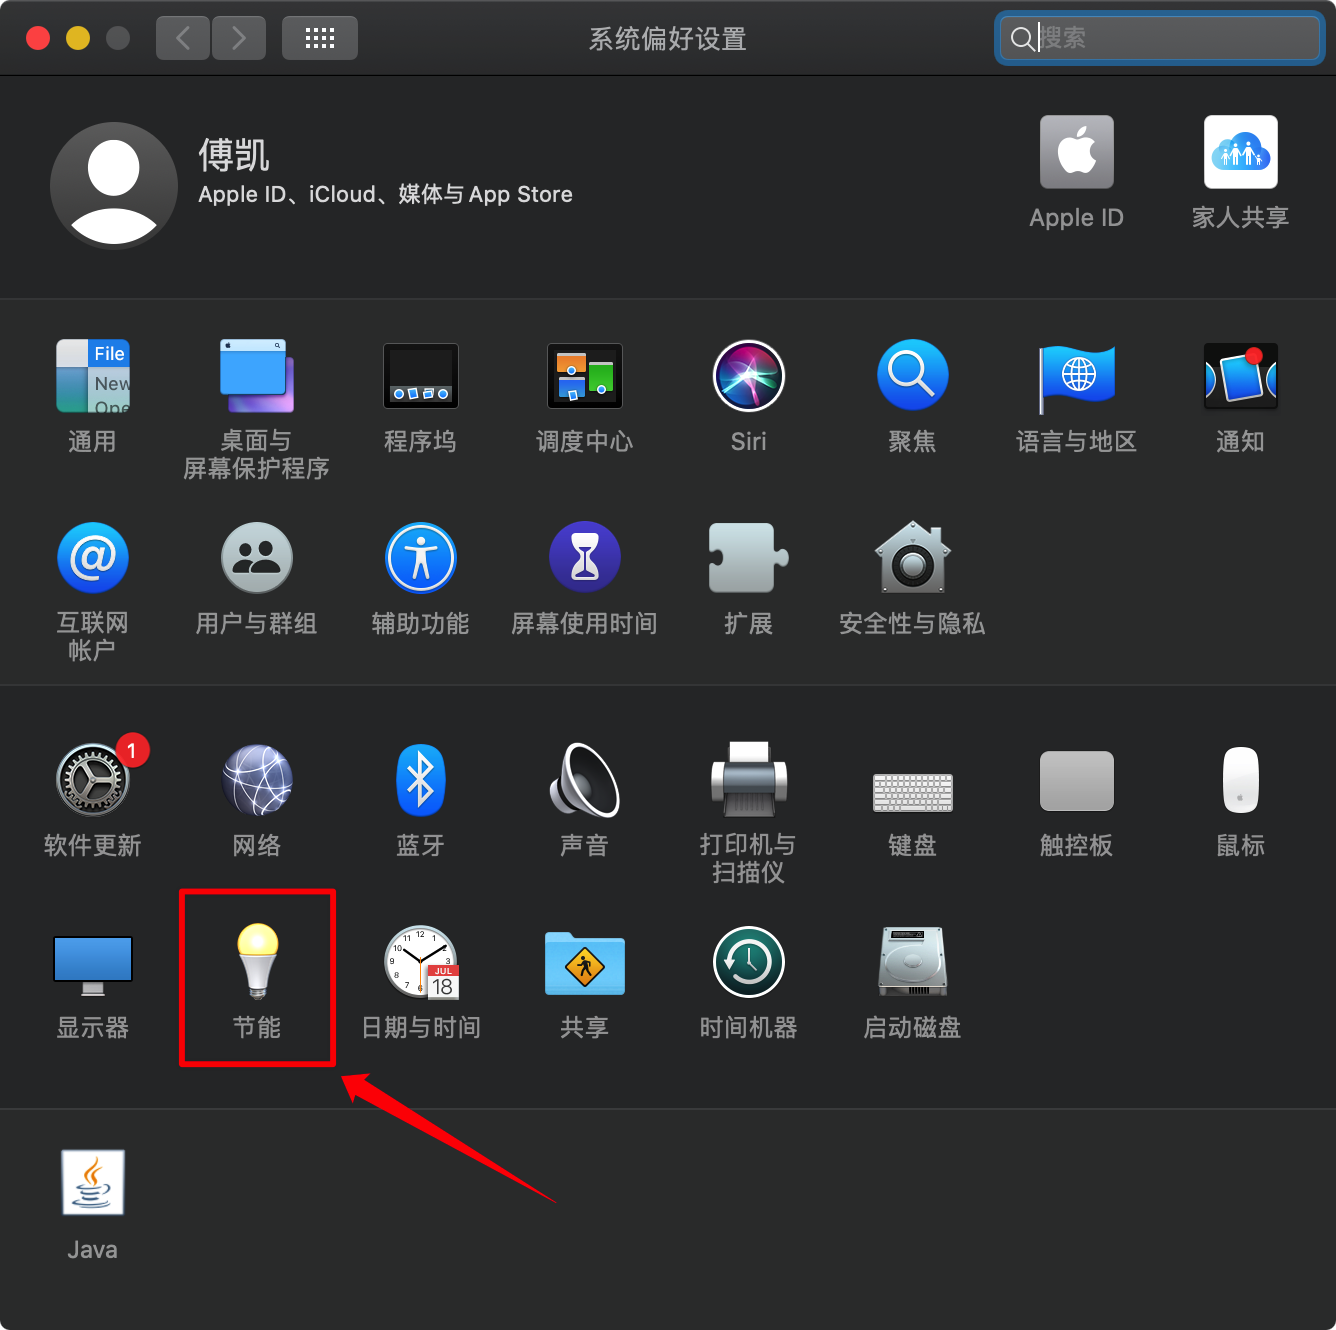 系统偏好设置
搜索
傅凯
Apple ID、iCloud、媒体与 App Store
Apple ID
家人共享
File
New
Ope
通用
桌面与
屏幕保护程序
程序坞
调度中心
Siri
聚焦
语言与地区
通知
@
互联网
帐户
用户与群组
辅助功能
屏幕使用时间
扩展
安全性与隐私
1
软件更新
网络
蓝牙
声音
打印机与
扫描仪
键盘
触控板
鼠标
显示器
节能
JUL
18
日期与时间
共享
时间机器
启动磁盘
Java